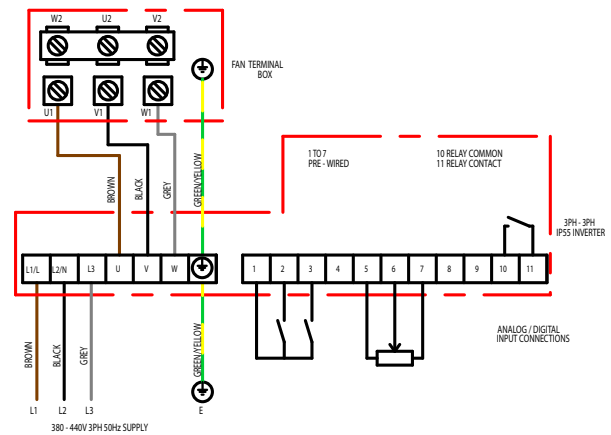 W2 U2 V2
FAN TERMINAL
BOX
U1 V1 W1
BROWN
BLACK
GREY
GREEN/YELLOW
1 TO 7
PRE - WIRED
10 RELAY COMMON
11 RELAY CONTACT
3PH - 3PH
IP55 INVERTER
L1/L L2/N L3 U V W
1 2 3 4 5 6 7 8 9 10 11
BROWN
BLACK
GREY
GREEN/YELLOW
ANALOG / DIGITAL
INPUT CONNECTIONS
L1 L2 L3 E
380 - 440V 3PH 50Hz SUPPLY